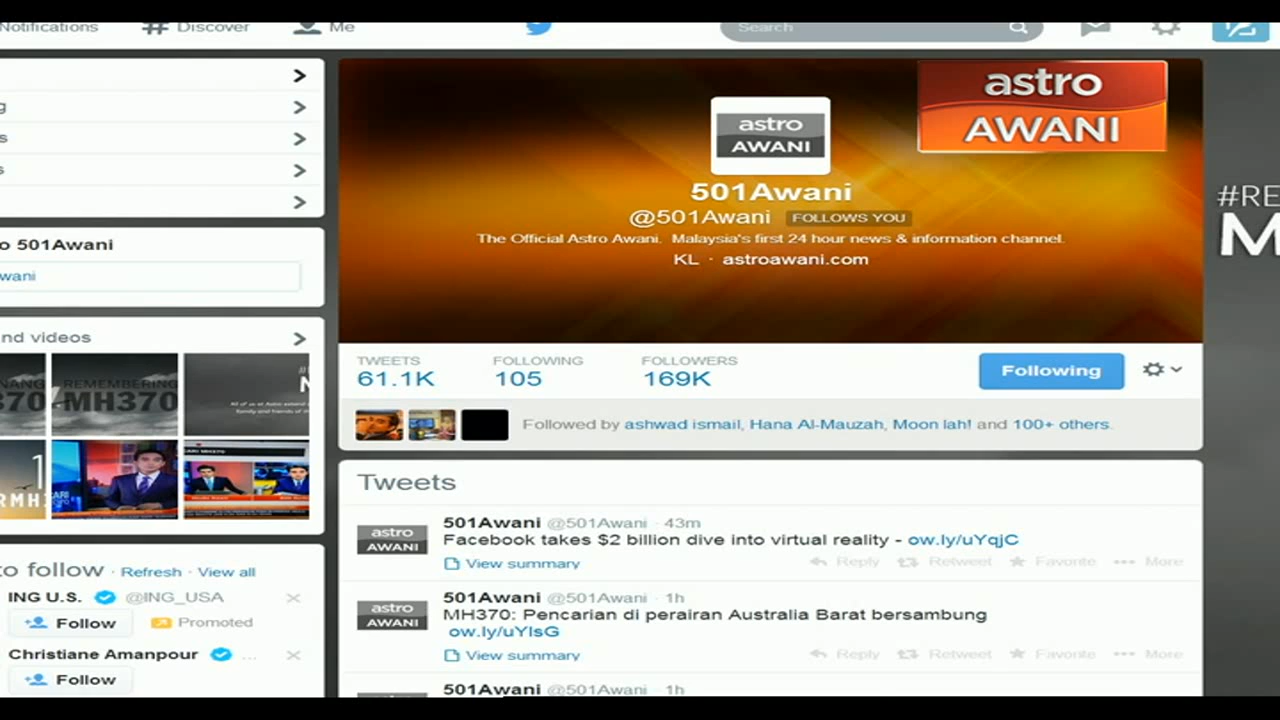 Notifications
Discover
Me
Search
astro
AWANI
astro
AWANI
501Awani
@501Awani FOLLOWS YOU
The Official Astro Awani. Malaysia's first 24 hour news & information channel.
KL · astroawani.com
#RE
M
o 501Awani
wani
nd videos
REMEMBERING
370
MH370
TWEETS
61.1K
FOLLOWING
105
FOLLOWERS
169K
Following
Followed by ashwad ismail, Hana Al-Mauzah, Moon lah! and 100+ others.
Tweets
501Awani @501Awani · 43m
Facebook takes $2 billion dive into virtual reality - ow.ly/uYqjC
View summary
Reply Retweet Favorite More
501Awani @501Awani · 1h
MH370: Pencarian di perairan Australia Barat bersambung
ow.ly/uYlsG
View summary
Reply Retweet Favorite More
501Awani @501Awani · 1h
to follow · Refresh · View all
ING U.S. @ING_USA
Follow
Promoted
Christiane Amanpour ...
Follow